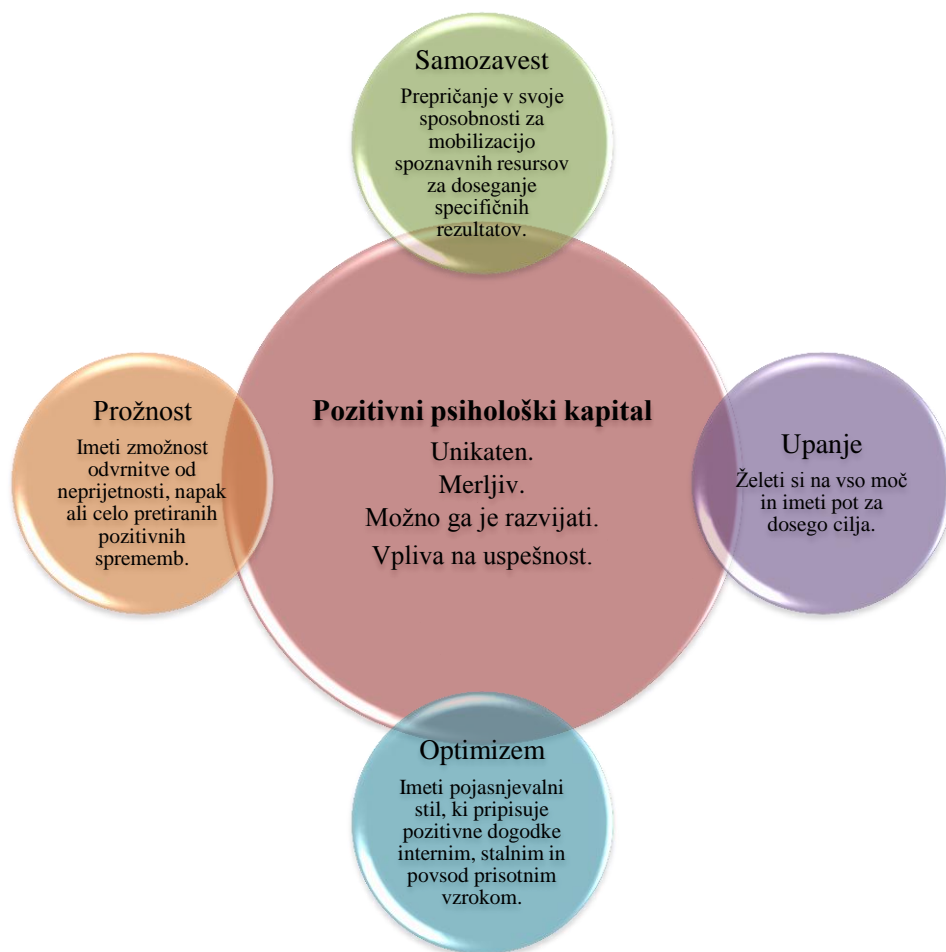 Samozavest
Prepričanje v svoje
sposobnosti za
mobilizacijo
spoznavnih resursov
za doseganje
specifičnih
rezultatov.
Prožnost
Imeti zmožnost
odvrnitve od
neprijetnosti, napak
ali celo pretiranih
pozitivnih
sprememb.
Pozitivni psihološki kapital
Unikaten.
Merljiv.
Možno ga je razvijati.
Vpliva na uspešnost.
Upanje
Želeti si na vso moč
in imeti pot za
dosego cilja.
Optimizem
Imeti pojasnjevalni
stil, ki pripisuje
pozitivne dogodke
internim, stalnim in
povsod prisotnim
vzrokom.